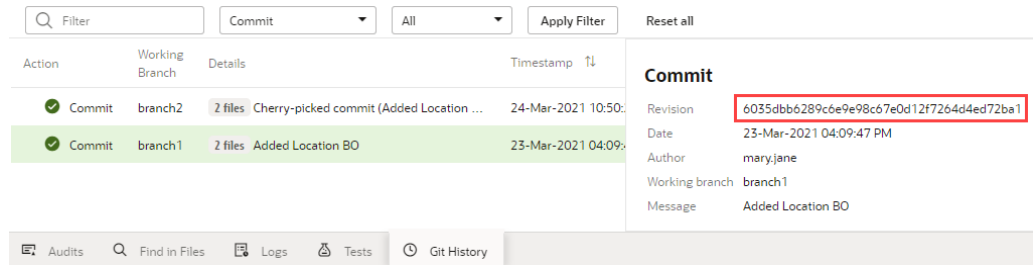 Filter Commit All Apply Filter Reset all
Action Working Branch Details Timestamp
Commit branch2 2 files Cherry-picked commit (Added Location ... 24-Mar-2021 10:50:
Commit branch1 2 files Added Location BO 23-Mar-2021 04:09:
Commit
Revision 6035dbb6289c6e9e98c67e0d12f7264d4ed72ba1
Date 23-Mar-2021 04:09:47 PM
Author mary.jane
Working branch branch1
Message Added Location BO
Audits Find in Files Logs Tests Git History